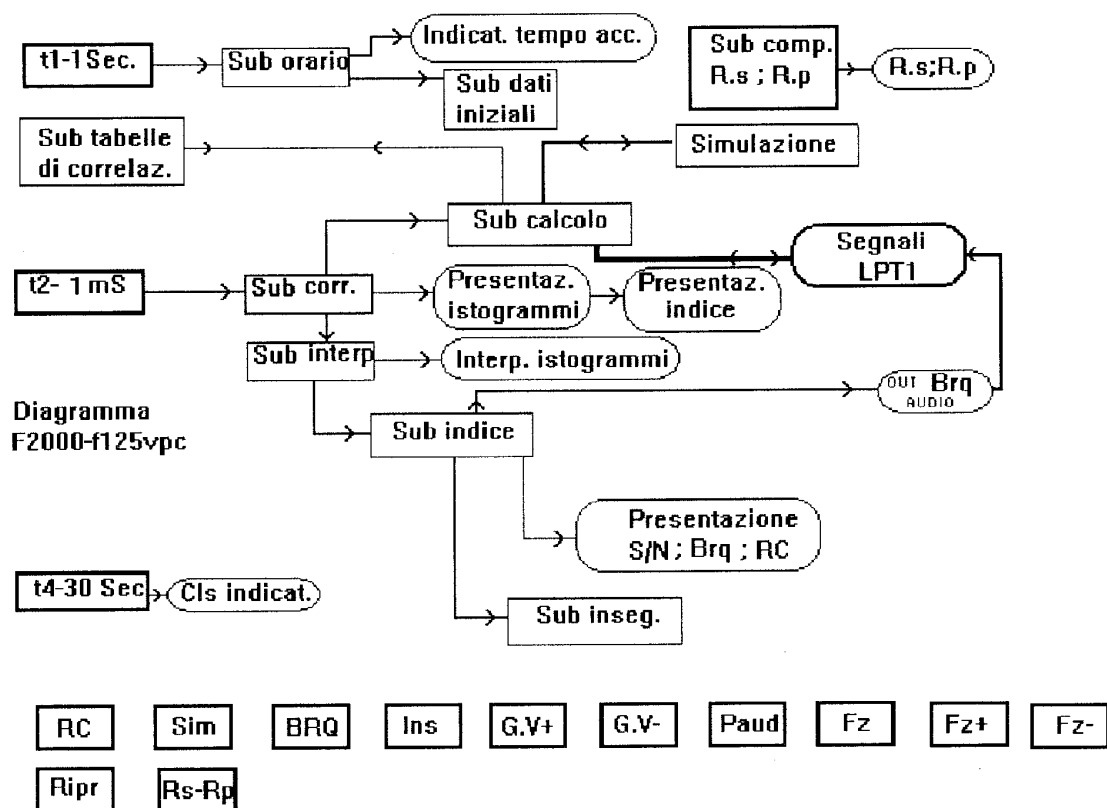 t1-1Sec.
Sub orario
Indicat. tempo acc.
Sub dati
iniziali
Sub comp.
R.s ; R.p
R.s;R.p
Sub tabelle
di correlaz.
Simulazione
Sub calcolo
Segnali
LPT1
t2- 1 mS
Sub corr.
Presentaz.
istogrammi
Presentaz.
indice
Sub interp
Interp. istogrammi
OUT Brq
AUDIO
Diagramma
F2000-f125vpc
Sub indice
Presentazione
S/N ; Brq ; RC
t4-30 Sec
Cls indicat.
Sub inseg.
RC
Sim
BRQ
Ins
G.V+
G.V-
Paud
Fz
Fz+
Fz-
Ripr
Rs-Rp